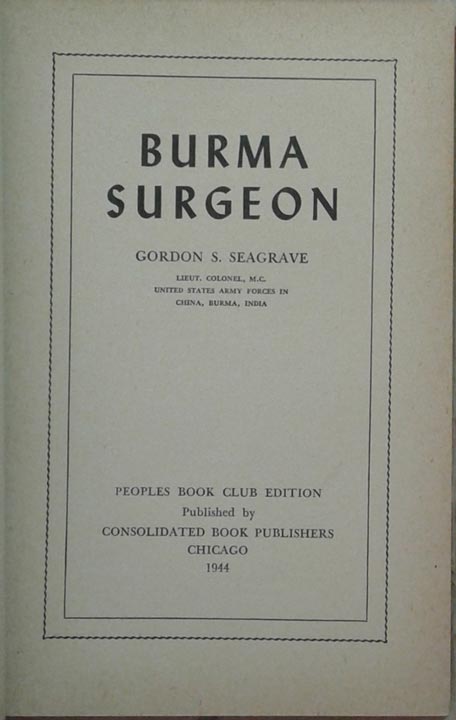 BURMA
SURGEON
GORDON S. SEAGRAVE
LIEUT. COLONEL, M.C.
UNITED STATES ARMY FORCES IN
CHINA, BURMA, INDIA
PEOPLES BOOK CLUB EDITION
Published by
CONSOLIDATED BOOK PUBLISHERS
CHICAGO
1944